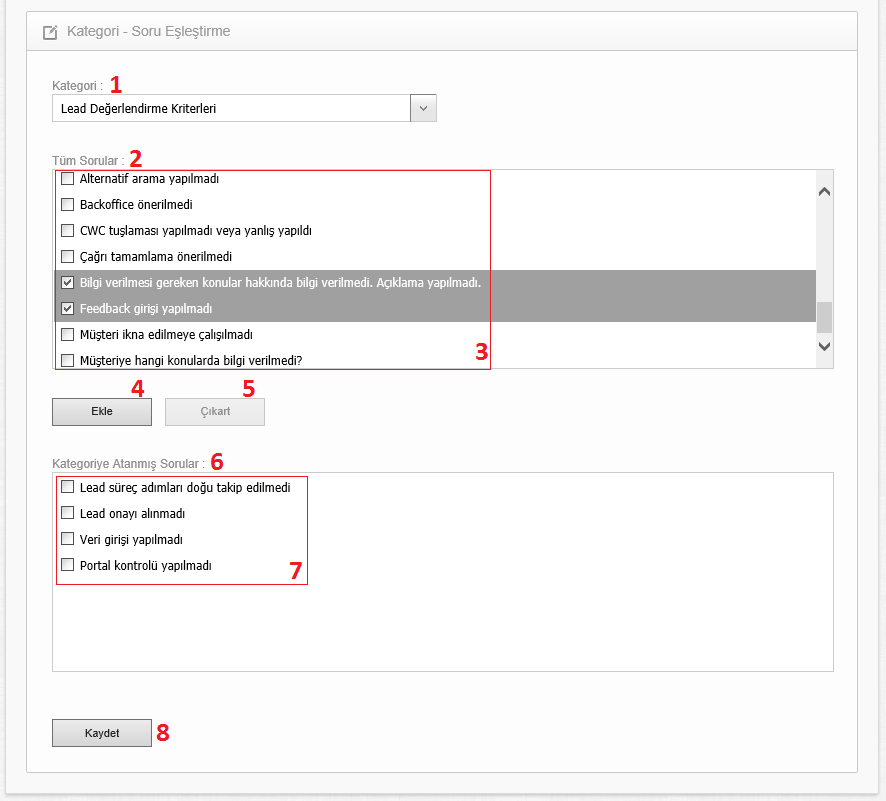 Kategori - Soru Eşleştirme
Kategori : 1
Lead Değerlendirme Kriterleri
Tüm Sorular : 2
Alternatif arama yapılmadı
Backoffice önerilmedi
CWC tuşlaması yapılmadı veya yanlış yapıldı
Çağrı tamamlama önerilmedi
Bilgi verilmesi gereken konular hakkında bilgi verilmedi. Açıklama yapılmadı.
Feedback girişi yapılmadı
Müşteri ikna edilmeye çalışılmadı
Müşteriye hangi konularda bilgi verilmedi?
3
4 5
Ekle Çıkart
Kategoriye Atanmış Sorular : 6
Lead süreç adımları doğu takip edilmedi
Lead onayı alınmadı
Veri girişi yapılmadı
Portal kontrolü yapılmadı
7
Kaydet 8